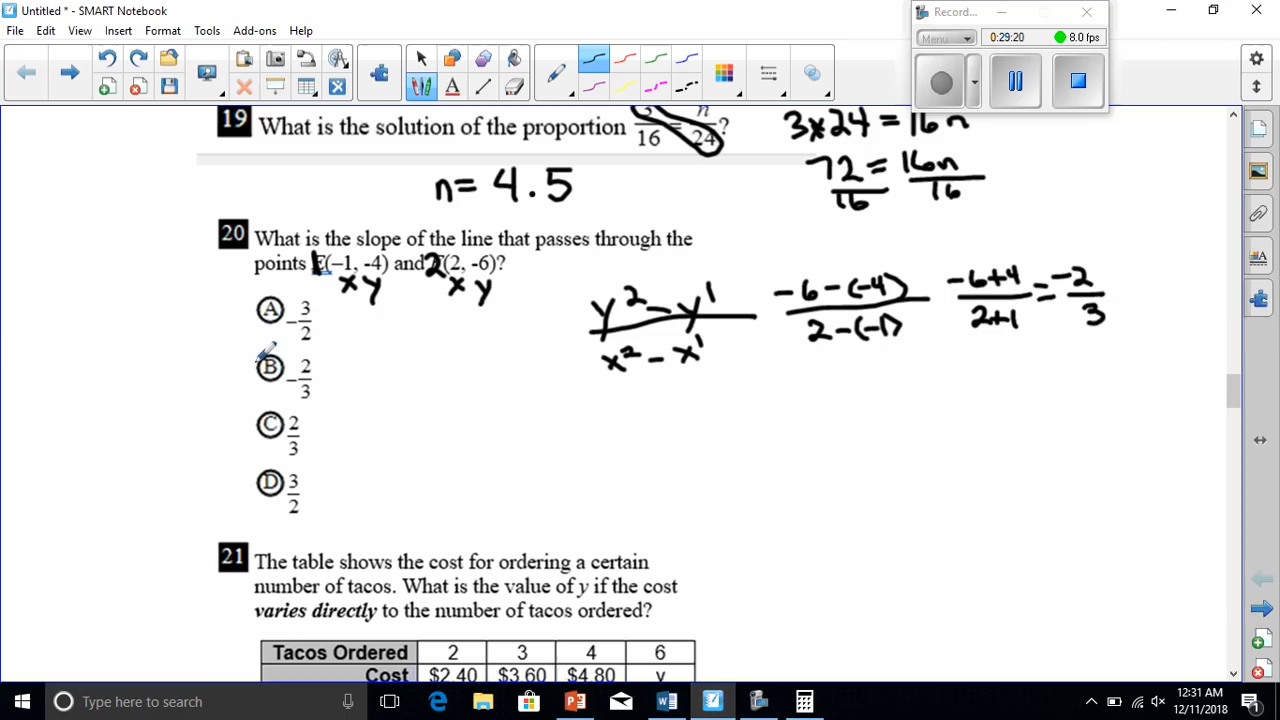 Untitled * - SMART Notebook
Record...
File Edit View Insert Format Tools Add-ons Help
Menu 0:29:20 8.0 fps
A
19 What is the solution of the proportion 3/16 = n/24?
3x24 = 16n
72 = 16n
16 16
n= 4.5
20 What is the slope of the line that passes through the
points (−1, -4) and (2, -6)?
1 2
x y x y
y2 - y1
x2 - x1
-6-(-4)
2-(-1)
-6+4 = -2
2+1 3
A −3/2
B −2/3
C 2/3
D 3/2
21 The table shows the cost for ordering a certain
number of tacos. What is the value of y if the cost
varies directly to the number of tacos ordered?
Tacos Ordered 2 3 4 6
Cost $2.40 $3.60 $4.80 y
Type here to search
12:31 AM
12/11/2018
1